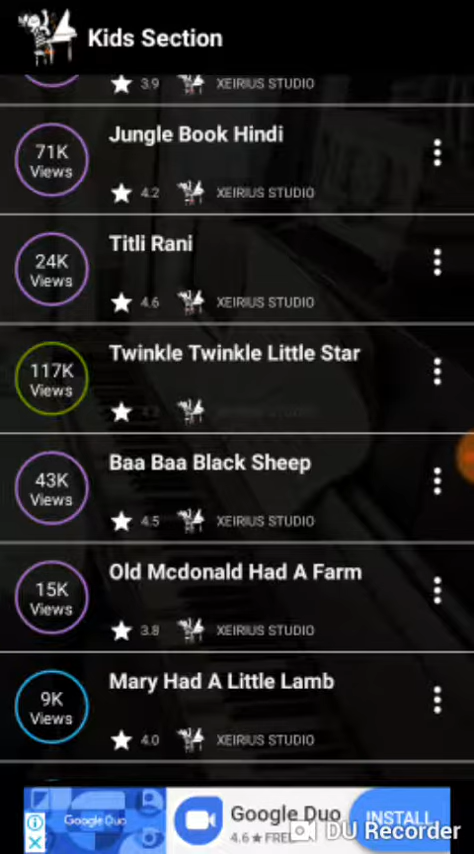 Kids Section
3.9 XEIRIUS STUDIO
Jungle Book Hindi
71K
Views
4.2 XEIRIUS STUDIO
Titli Rani
24K
Views
4.6 XEIRIUS STUDIO
Twinkle Twinkle Little Star
117K
Views
4.2
Baa Baa Black Sheep
43K
Views
4.5 XEIRIUS STUDIO
Old Mcdonald Had A Farm
15K
Views
3.8 XEIRIUS STUDIO
Mary Had A Little Lamb
9K
Views
4.0 XEIRIUS STUDIO
Google Duo
Google Duo
4.6 ★ FREE
INSTALL
DU Recorder